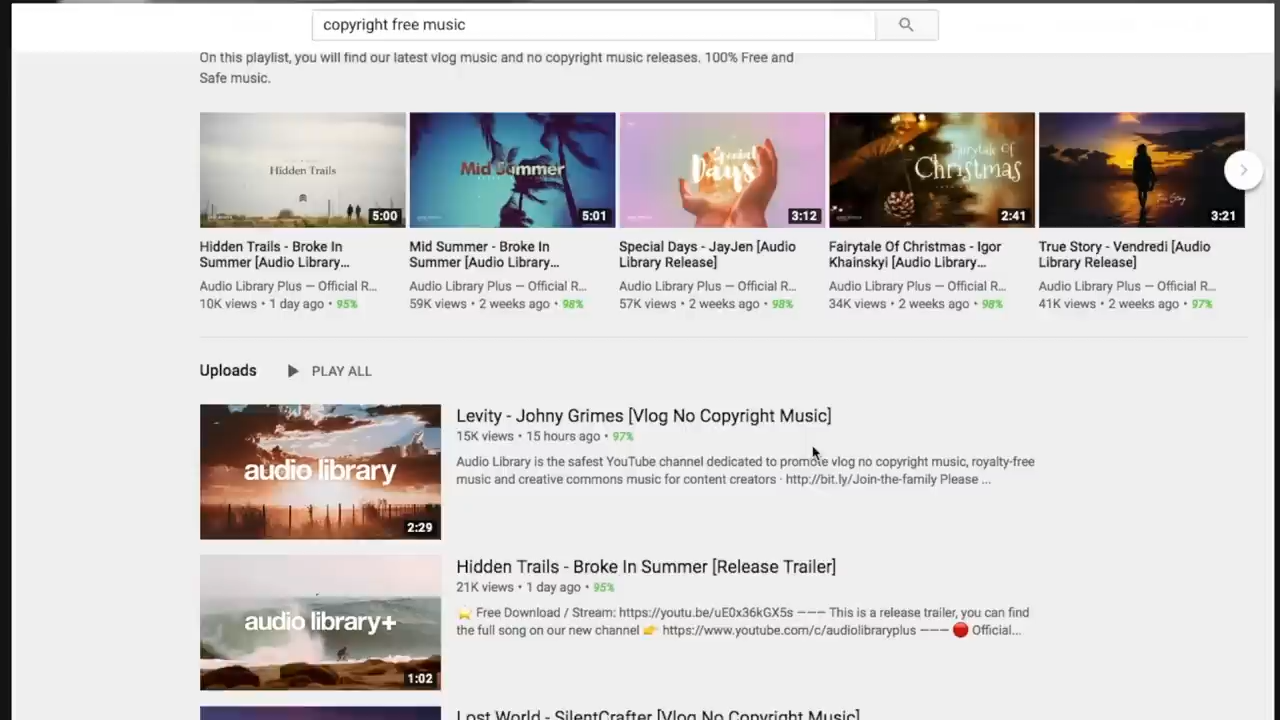 copyright free music
On this playlist, you will find our latest vlog music and no copyright music releases. 100% Free and
Safe music.
Hidden Trails
5:00
Mid Summer
5:01
Special
Days
3:12
Fairytale Of
Christmas
2:41
True Story
3:21
Hidden Trails - Broke In
Summer [Audio Library...
Audio Library Plus — Official R...
10K views • 1 day ago • 95%
Mid Summer - Broke In
Summer [Audio Library...
Audio Library Plus — Official R...
59K views • 2 weeks ago • 98%
Special Days - JayJen [Audio
Library Release]
Audio Library Plus — Official R...
57K views • 2 weeks ago • 98%
Fairytale Of Christmas - Igor
Khainskyi [Audio Library...
Audio Library Plus — Official R...
34K views • 2 weeks ago • 98%
True Story - Vendredi [Audio
Library Release]
Audio Library Plus — Official R...
41K views • 2 weeks ago • 97%
Uploads PLAY ALL
audio library
2:29
Levity - Johny Grimes [Vlog No Copyright Music]
15K views • 15 hours ago • 97%
Audio Library is the safest YouTube channel dedicated to promote vlog no copyright music, royalty-free
music and creative commons music for content creators · http://bit.ly/Join-the-family Please ...
audio library+
1:02
Hidden Trails - Broke In Summer [Release Trailer]
21K views • 1 day ago • 95%
⭐ Free Download / Stream: https://youtu.be/uE0x36kGX5s ——— This is a release trailer, you can find
the full song on our new channel 👉 https://www.youtube.com/c/audiolibraryplus ——— 🔴 Official...
Lost World - SilentCrafter [Vlog No Copyright Music]